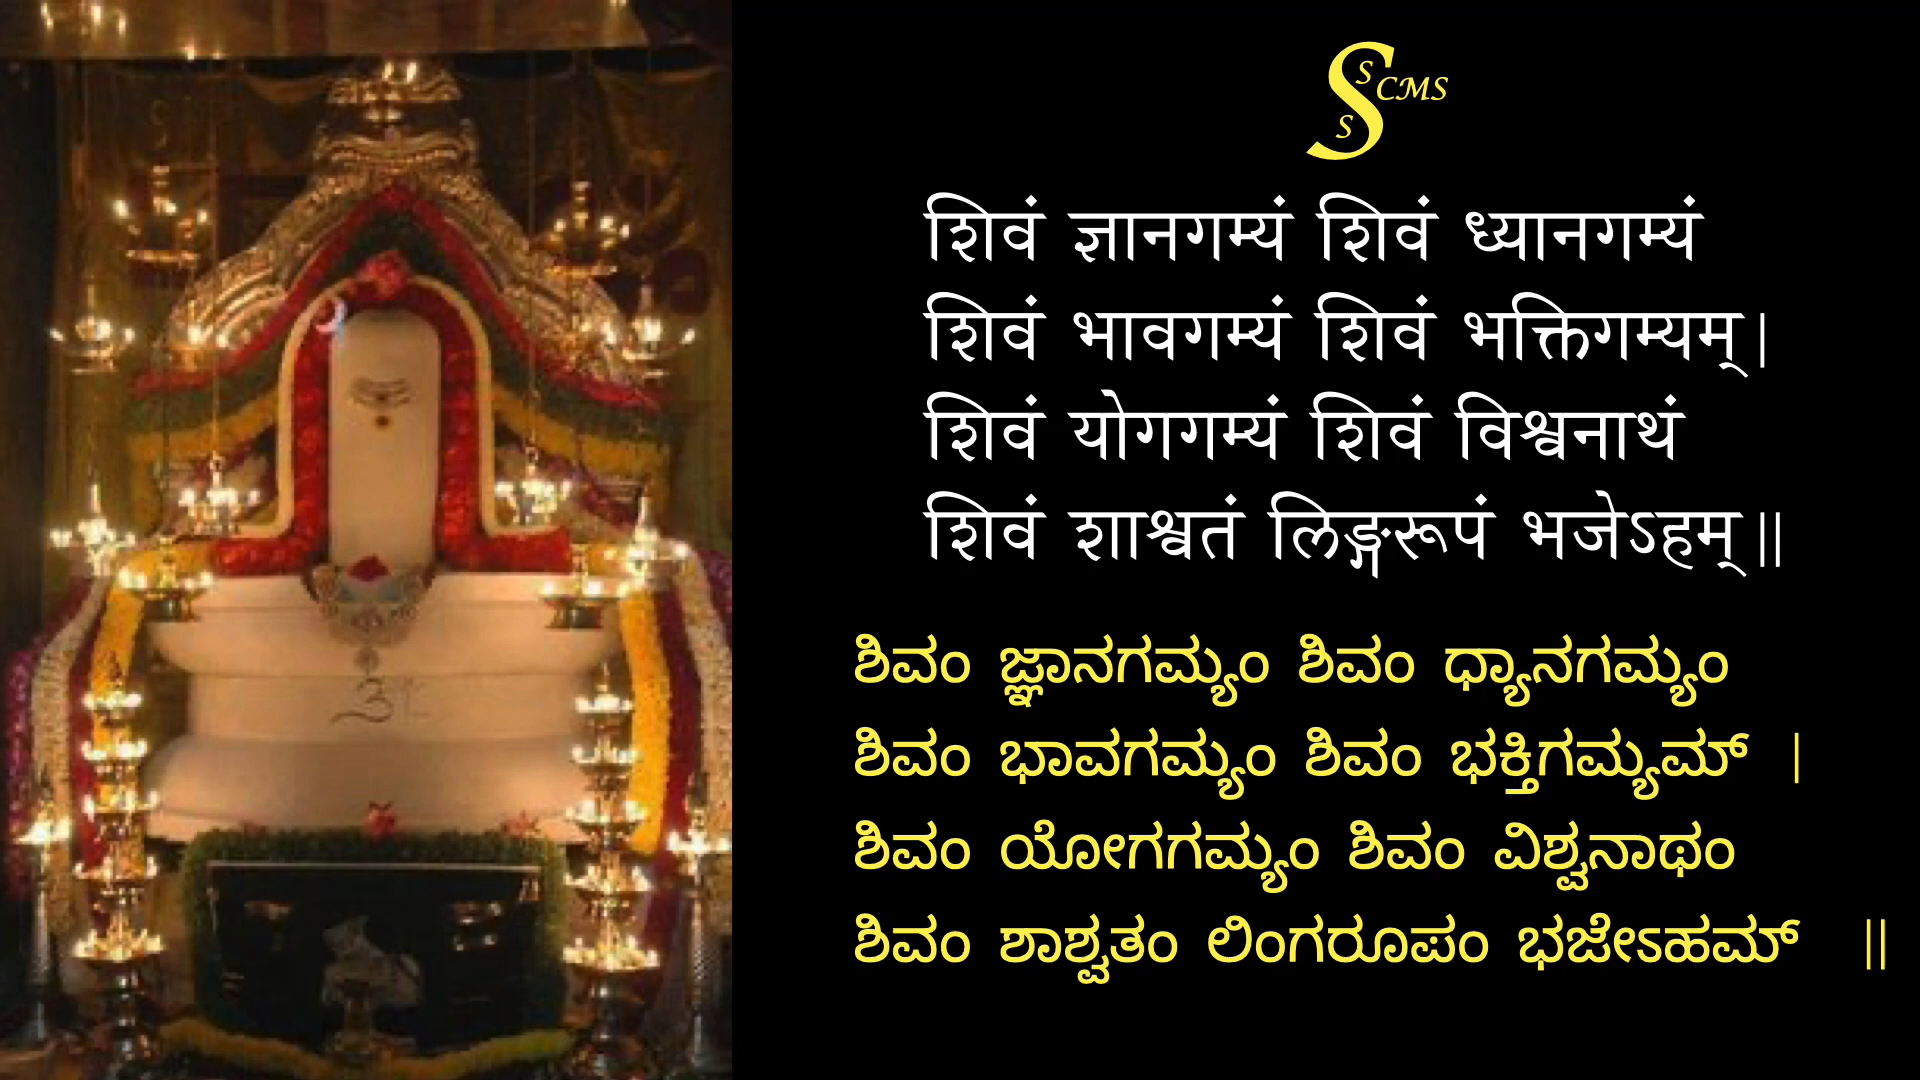 S S CMS S
शिवं ज्ञानगम्यं शिवं ध्यानगम्यं
शिवं भावगम्यं शिवं भक्तिगम्यम्।
शिवं योगगम्यं शिवं विश्वनाथं
शिवं शाश्वतं लिङ्गरूपं भजेऽहम्॥
ಶಿವಂ ಜ್ಞಾನಗಮ್ಯಂ ಶಿವಂ ಧ್ಯಾನಗಮ್ಯಂ
ಶಿವಂ ಭಾವಗಮ್ಯಂ ಶಿವಂ ಭಕ್ತಿಗಮ್ಯಮ್ ।
ಶಿವಂ ಯೋಗಗಮ್ಯಂ ಶಿವಂ ವಿಶ್ವನಾಥಂ
ಶಿವಂ ಶಾಶ್ವತಂ ಲಿಂಗರೂಪಂ ಭಜೇಽಹಮ್ ॥